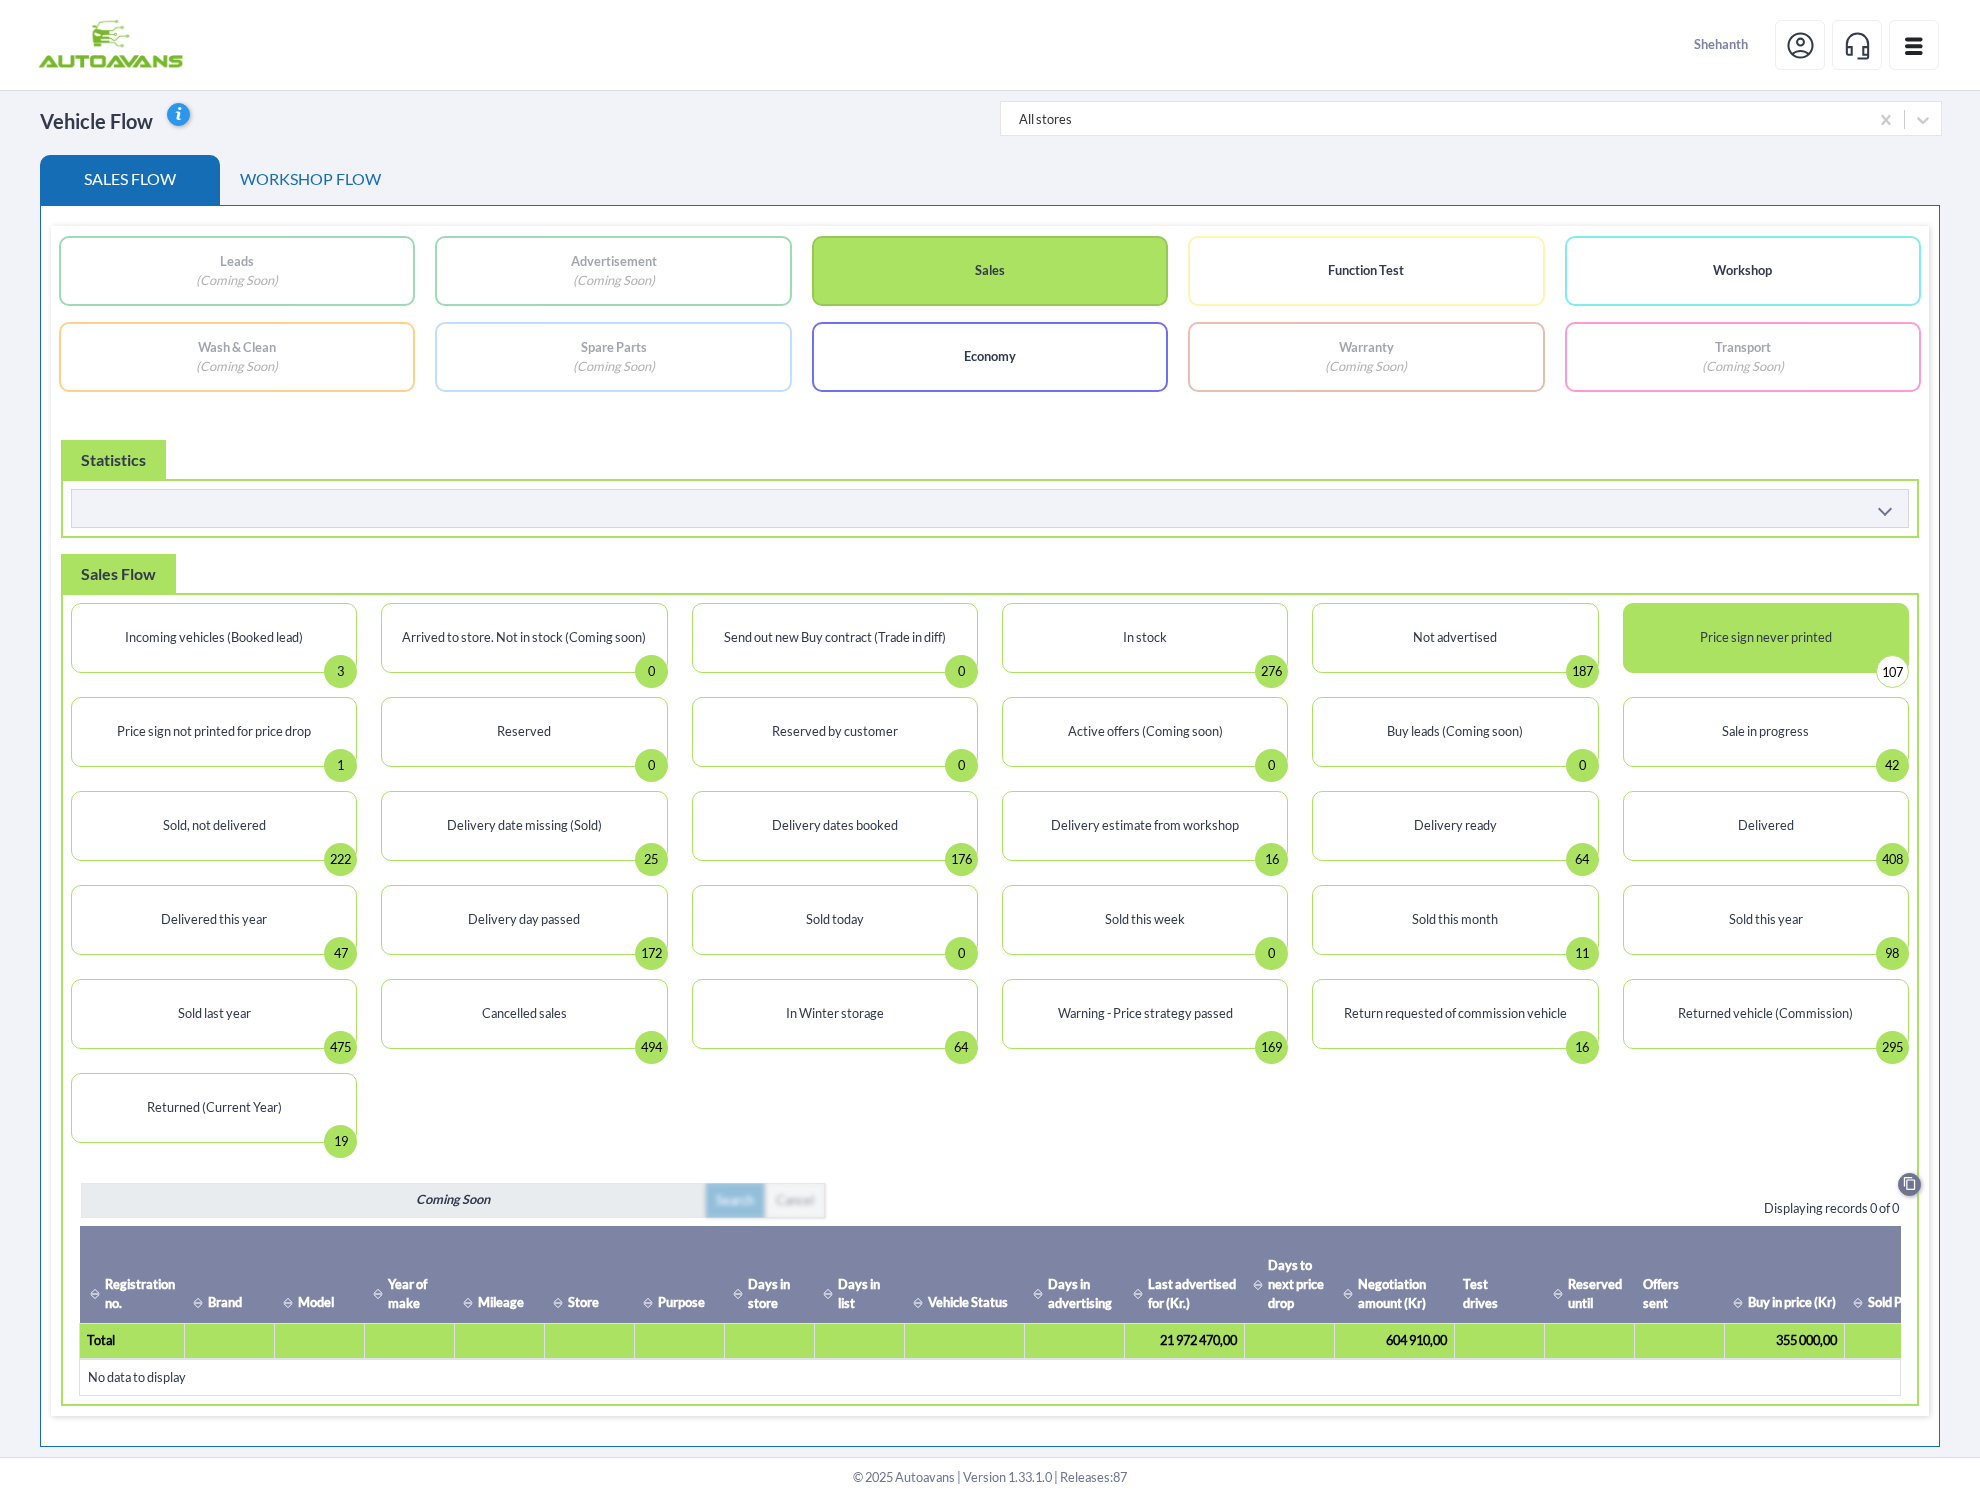 AUTOAVANS
Shehanth
Vehicle Flow
All stores
SALES FLOW
WORKSHOP FLOW
Leads
(Coming Soon)
Advertisement
(Coming Soon)
Sales
Function Test
Workshop
Wash & Clean
(Coming Soon)
Spare Parts
(Coming Soon)
Economy
Warranty
(Coming Soon)
Transport
(Coming Soon)
Statistics
Sales Flow
Incoming vehicles (Booked lead)
3
Arrived to store. Not in stock (Coming soon)
0
Send out new Buy contract (Trade in diff)
0
In stock
276
Not advertised
187
Price sign never printed
107
Price sign not printed for price drop
1
Reserved
0
Reserved by customer
0
Active offers (Coming soon)
0
Buy leads (Coming soon)
0
Sale in progress
42
Sold, not delivered
222
Delivery date missing (Sold)
25
Delivery dates booked
176
Delivery estimate from workshop
16
Delivery ready
64
Delivered
408
Delivered this year
47
Delivery day passed
172
Sold today
0
Sold this week
0
Sold this month
11
Sold this year
98
Sold last year
475
Cancelled sales
494
In Winter storage
64
Warning - Price strategy passed
169
Return requested of commission vehicle
16
Returned vehicle (Commission)
295
Returned (Current Year)
19
Coming Soon
Search
Cancel
Displaying records 0 of 0
Registration
no.
Brand
Model
Year of
make
Mileage
Store
Purpose
Days in
store
Days in
list
Vehicle Status
Days in
advertising
Last advertised
for (Kr.)
Days to
next price
drop
Negotiation
amount (Kr)
Test
drives
Reserved
until
Offers
sent
Buy in price (Kr)
Sold P
Total
21 972 470,00
604 910,00
355 000,00
No data to display
© 2025 Autoavans | Version 1.33.1.0 | Releases:87